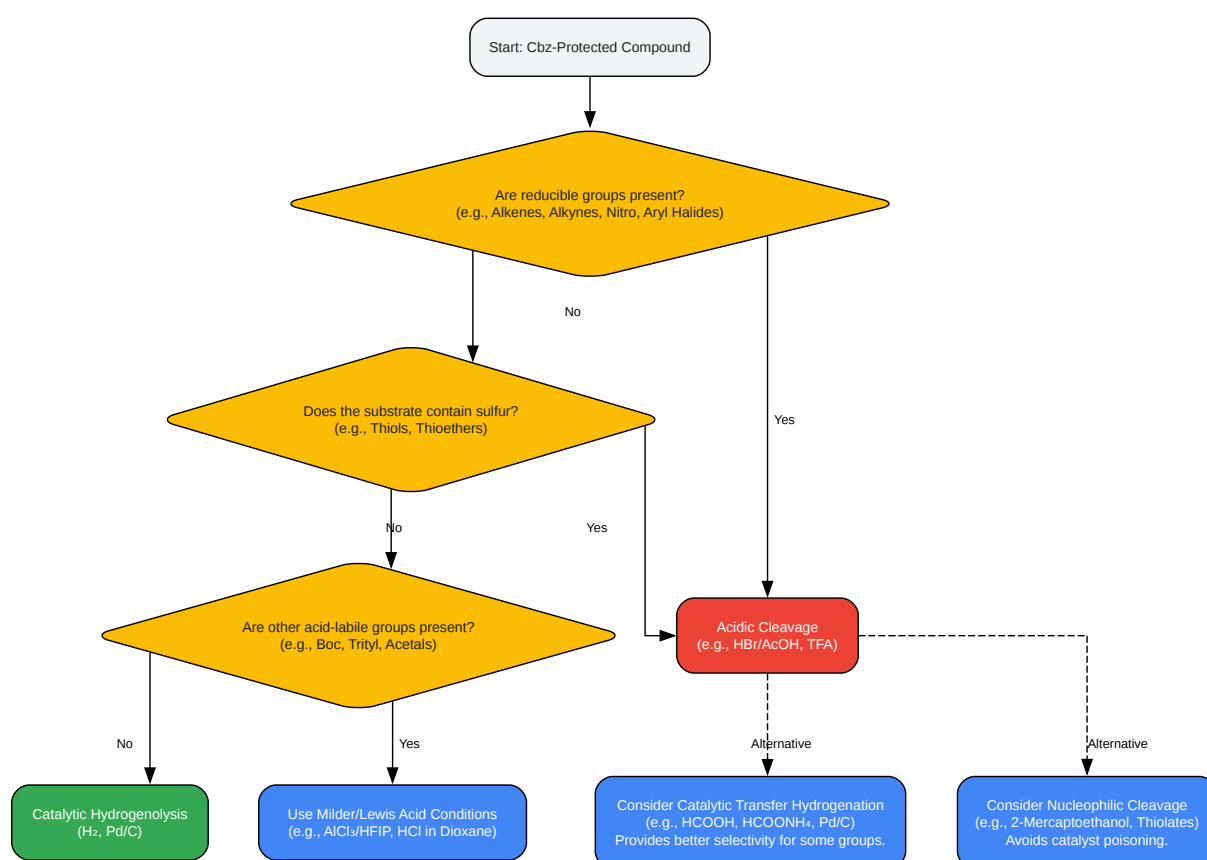 Start: Cbz-Protected Compound
Are reducible groups present?
(e.g., Alkenes, Alkynes, Nitro, Aryl Halides)
No
Does the substrate contain sulfur?
(e.g., Thiols, Thioethers)
Yes
No
Yes
Are other acid-labile groups present?
(e.g., Boc, Trityl, Acetals)
Acidic Cleavage
(e.g., HBr/AcOH, TFA)
No
Yes
Alternative
Alternative
Catalytic Hydrogenolysis
(H₂, Pd/C)
Use Milder/Lewis Acid Conditions
(e.g., AlCl₃/HFIP, HCl in Dioxane)
Consider Catalytic Transfer Hydrogenation
(e.g., HCOOH, HCOONH₄, Pd/C)
Provides better selectivity for some groups.
Consider Nucleophilic Cleavage
(e.g., 2-Mercaptoethanol, Thiolates)
Avoids catalyst poisoning.